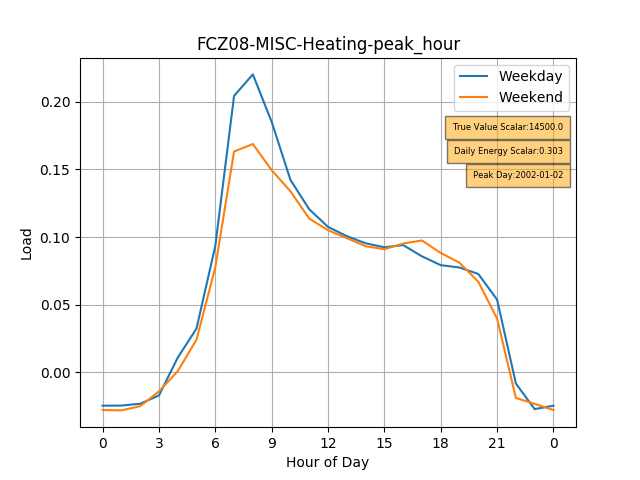 FCZ08-MISC-Heating-peak_hour
Weekday
Weekend
True Value Scalar:14500.0
Daily Energy Scalar:0.303
Peak Day:2002-01-02
Load
0.20
0.15
0.10
0.05
0.00
0 3 6 9 12 15 18 21 0
Hour of Day